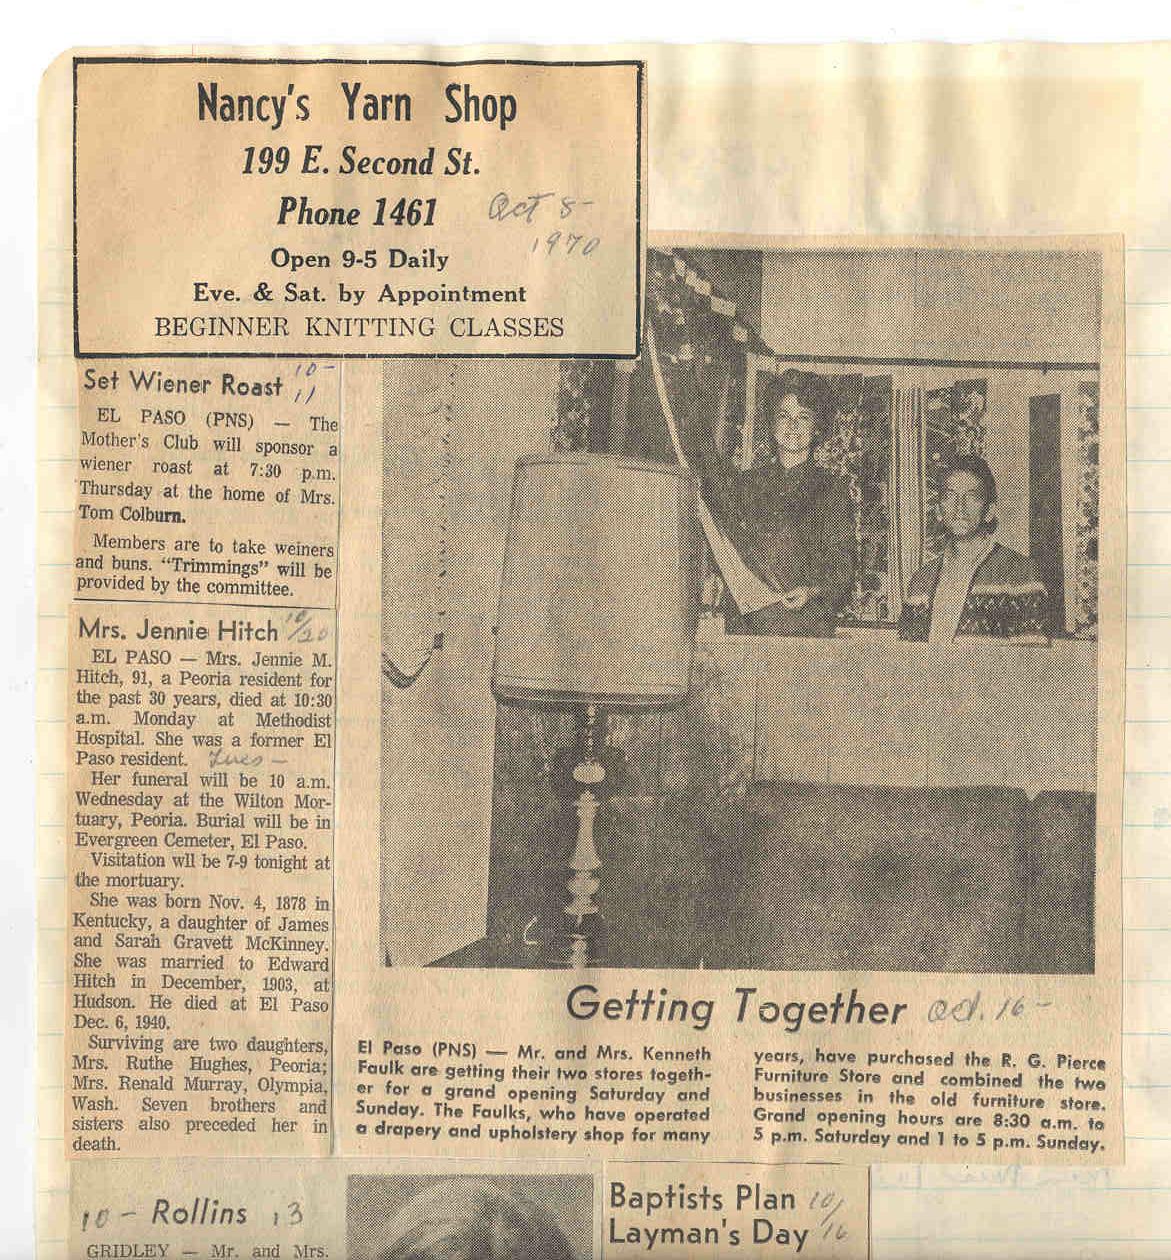 Nancy's Yarn Shop
199 E. Second St.
Phone 1461
Oct 8-
1970
Open 9-5 Daily
Eve. & Sat. by Appointment
BEGINNER KNITTING CLASSES
Set Wiener Roast 10-
11
EL PASO (PNS) — The
Mother's Club will sponsor a
wiener roast at 7:30 p.m.
Thursday at the home of Mrs.
Tom Colburn.
Members are to take weiners
and buns. "Trimmings" will be
provided by the committee.
Mrs. Jennie Hitch 10/20
EL PASO — Mrs. Jennie M.
Hitch, 91, a Peoria resident for
the past 30 years, died at 10:30
a.m. Monday at Methodist
Hospital. She was a former El
Paso resident. Tues —
Her funeral will be 10 a.m.
Wednesday at the Wilton Mor-
tuary, Peoria. Burial will be in
Evergreen Cemeter, El Paso.
Visitation wll be 7-9 tonight at
the mortuary.
She was born Nov. 4, 1878 in
Kentucky, a daughter of James
and Sarah Gravett McKinney.
She was married to Edward
Hitch in December, 1903, at
Hudson. He died at El Paso
Dec. 6, 1940.
Surviving are two daughters,
Mrs. Ruthe Hughes, Peoria;
Mrs. Renald Murray, Olympia,
Wash. Seven brothers and
sisters also preceded her in
death.
Getting Together Oct. 16-
El Paso (PNS) — Mr. and Mrs. Kenneth
Faulk are getting their two stores togeth-
er for a grand opening Saturday and
Sunday. The Faulks, who have operated
a drapery and upholstery shop for many
years, have purchased the R. G. Pierce
Furniture Store and combined the two
businesses in the old furniture store.
Grand opening hours are 8:30 a.m. to
5 p.m. Saturday and 1 to 5 p.m. Sunday.
10 - Rollins 13
GRIDLEY — Mr. and Mrs.
Baptists Plan 10/
Layman's Day 16